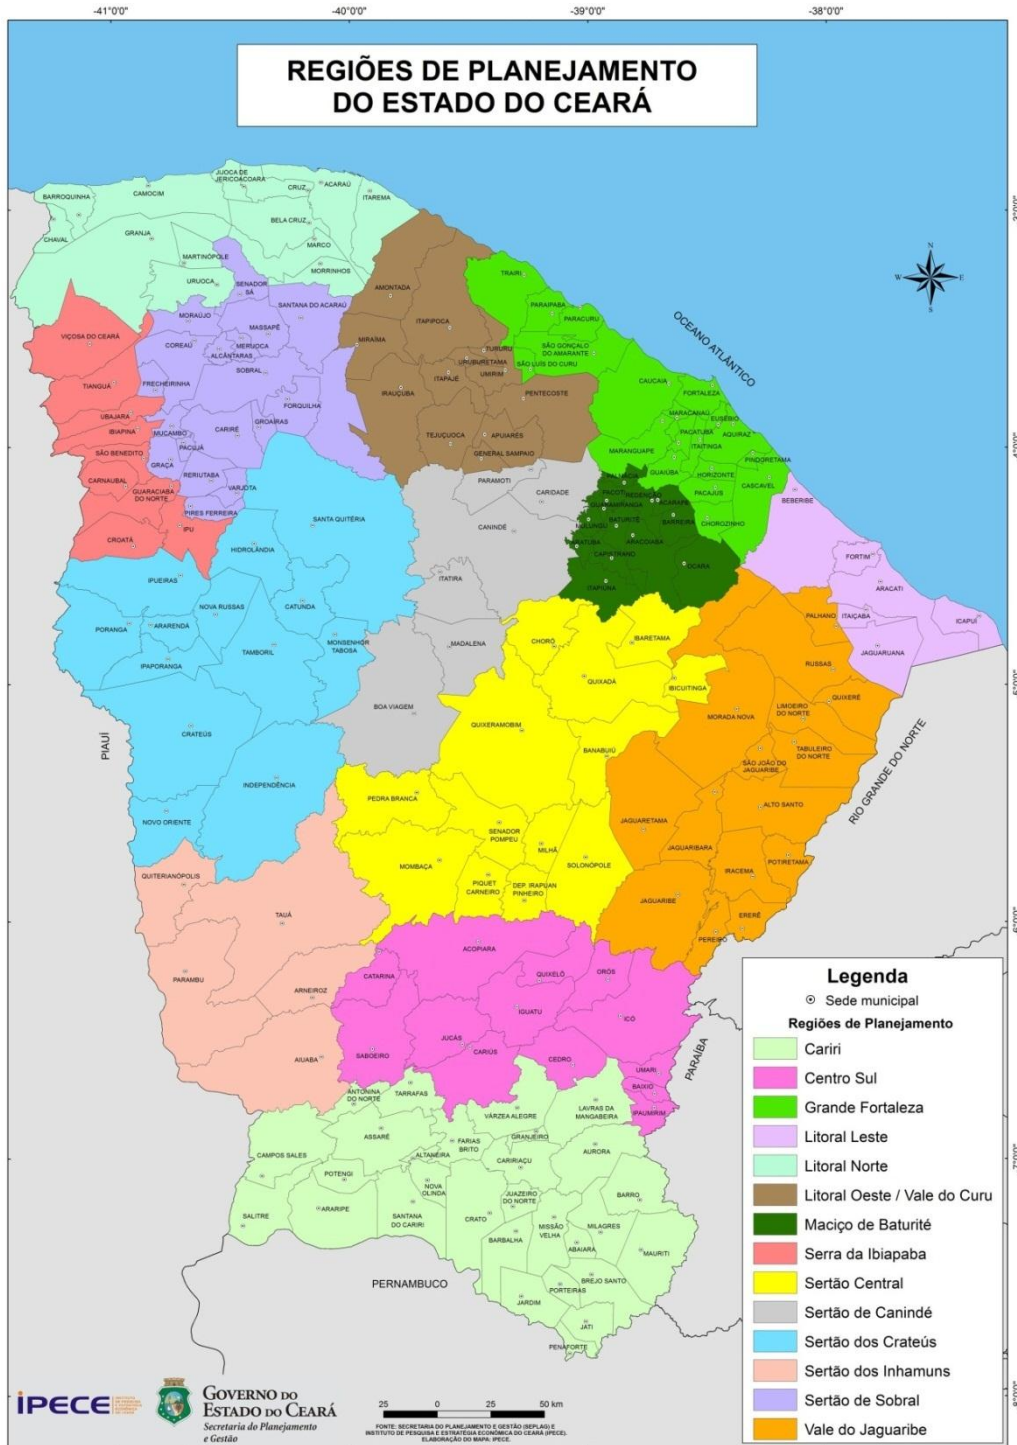 -41°0'0"
-40°0'0"
-39°0'0"
-38°0'0"
REGIÕES DE PLANEJAMENTO
DO ESTADO DO CEARÁ
JIJOCA DE
JERICOACOARA
CRUZ
ACARAÚ
ITAREMA
BARROQUINHA
CAMOCIM
CHAVAL
GRANJA
BELA CRUZ
MARCO
MARTINÓPOLE
MORRINHOS
URUOCA
SENADOR
SÁ
N
W
E
S
TRAIRI
AMONTADA
PARAIPABA
PARACURU
SANTANA DO ACARAÚ
MORAÚJO
MASSAPÊ
ITAPIPOCA
VIÇOSA DO CEARÁ
COREAÚ
MERUOCA
ALCÂNTARAS
MIRAÍMA
TURURU
URUBURETAMA
SÃO GONÇALO
DO AMARANTE
OCEANO ATLÂNTICO
SOBRAL
SÃO LUÍS DO CURU
UMIRIM
ITAPAJÉ
TIANGUÁ
FRECHEIRINHA
IRAUÇUBA
PENTECOSTE
CAUCAIA
FORTALEZA
FORQUILHA
UBAJARA
IBIAPINA
MUCAMBO
CARIRÉ
GROAÍRAS
PACUJÁ
TEJUÇUOCA
APUIARÉS
GENERAL SAMPAIO
MARACANAÚ
EUSÉBIO
PACATUBA
AQUIRAZ
ITAITINGA
MARANGUAPE
PINDORETAMA
SÃO BENEDITO
GRAÇA
RERIUTABA
VARJOTA
GUAIÚBA
HORIZONTE
CASCAVEL
CARNAUBAL
GUARACIABA
DO NORTE
PARAMOTI
CARIDADE
PALMÁCIA
PACOTI
REDENÇÃO
ACARAPE
PACAJUS
BEBERIBE
PIRES FERREIRA
SANTA QUITÉRIA
CANINDÉ
GUARAMIRANGA
BATURITÉ
MULUNGU
BARREIRA
CHOROZINHO
IPU
CROATÁ
HIDROLÂNDIA
ARATUBA
ARACOIABA
CAPISTRANO
OCARA
FORTIM
IPUEIRAS
ITATIRA
ITAPIÚNA
ARACATI
NOVA RUSSAS
CATUNDA
PORANGA
ARARENDÁ
PALHANO
ITAIÇABA
ICAPUÍ
IPAPORANGA
TAMBORIL
MONSENHOR
TABOSA
MADALENA
CHORÓ
IBARETAMA
JAGUARUANA
RUSSAS
QUIXADÁ
IBICUITINGA
QUIXERÉ
BOA VIAGEM
QUIXERAMOBIM
MORADA NOVA
LIMOEIRO
DO NORTE
CRATEÚS
BANABUIÚ
TABULEIRO
DO NORTE
SÃO JOÃO DO
JAGUARIBE
PIAUÍ
RIO GRANDE DO NORTE
INDEPENDÊNCIA
PEDRA BRANCA
ALTO SANTO
NOVO ORIENTE
SENADOR
POMPEU
JAGUARETAMA
JAGUARIBARA
MILHÃ
MOMBAÇA
SOLONÓPOLE
POTIRETAMA
QUITERIANÓPOLIS
PIQUET
CARNEIRO
DEP. IRAPUAN
PINHEIRO
IRACEMA
JAGUARIBE
TAUÁ
ERERÊ
PEREIRO
ACOPIARA
PARAMBU
CATARINA
QUIXELÔ
ORÓS
ARNEIROZ
IGUATU
ICÓ
JUCÁS
CARIÚS
SABOEIRO
CEDRO
AIUABA
UMARI
BAIXIO
IPAUMIRIM
PARAÍBA
ANTONINA
DO NORTE
TARRAFAS
VÁRZEA ALEGRE
LAVRAS DA
MANGABEIRA
ASSARÉ
GRANJEIRO
FARIAS
BRITO
ALTANEIRA
AURORA
CAMPOS SALES
CARIRIAÇU
POTENGI
NOVA
OLINDA
JUAZEIRO
DO NORTE
BARRO
SALITRE
ARARIPE
SANTANA
DO CARIRI
CRATO
MISSÃO
VELHA
MILAGRES
BARBALHA
ABAIARA
MAURITI
PERNAMBUCO
BREJO SANTO
PORTEIRAS
JARDIM
JATI
PENAFORTE
Legenda
Sede municipal
Regiões de Planejamento
Cariri
Centro Sul
Grande Fortaleza
Litoral Leste
Litoral Norte
Litoral Oeste / Vale do Curu
Maciço de Baturité
Serra da Ibiapaba
Sertão Central
Sertão de Canindé
Sertão dos Crateús
Sertão dos Inhamuns
Sertão de Sobral
Vale do Jaguaribe
iPECE
GOVERNO DO
ESTADO DO CEARÁ
Secretaria do Planejamento
e Gestão
25 0 25 50 km
FONTE: SECRETARIA DO PLANEJAMENTO E GESTÃO (SEPLAG) E
INSTITUTO DE PESQUISA E ESTRATÉGIA ECONÔMICA DO CEARÁ (IPECE).
ELABORAÇÃO DO MAPA: IPECE.